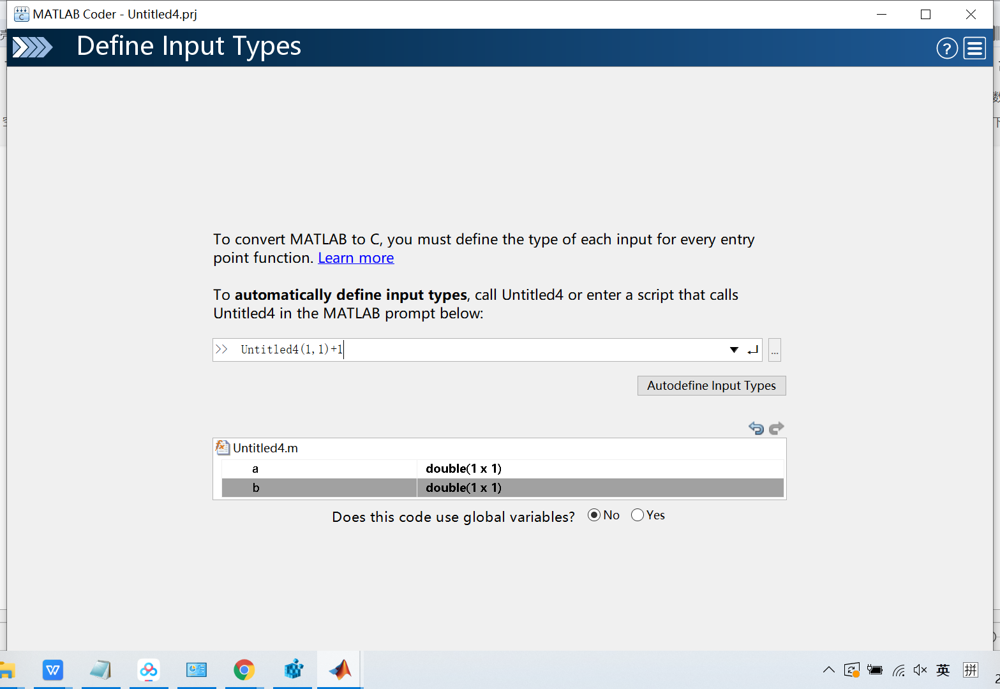 MATLAB Coder - Untitled4.prj
Define Input Types
To convert MATLAB to C, you must define the type of each input for every entry
point function. Learn more
To automatically define input types, call Untitled4 or enter a script that calls
Untitled4 in the MATLAB prompt below:
>> Untitled4(1,1)+1
...
Autodefine Input Types
Untitled4.m
a double(1 x 1)
b double(1 x 1)
Does this code use global variables? No Yes
英 拼